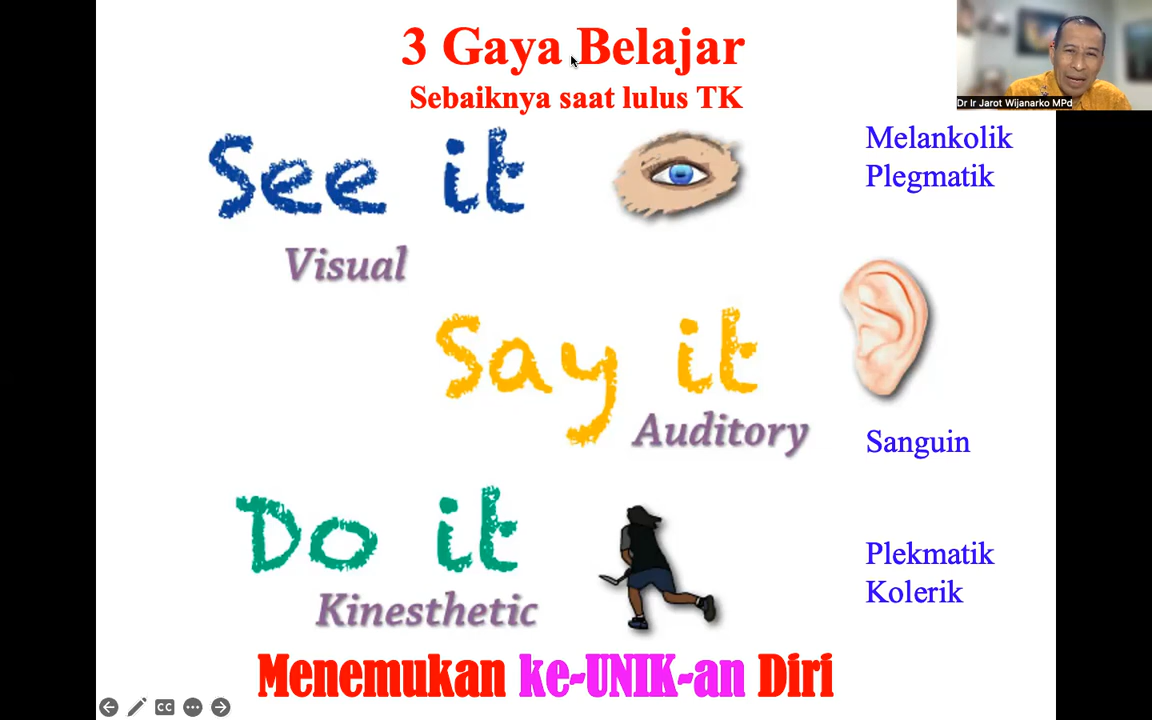 3 Gaya Belajar
Sebaiknya saat lulus TK
Dr Ir Jarot Wijanarko MPd
See it
Visual
Melankolik
Plegmatik
Say it
Auditory
Sanguin
Do it
Kinesthetic
Plekmatik
Kolerik
Menemukan ke-UNIK-an Diri
CC